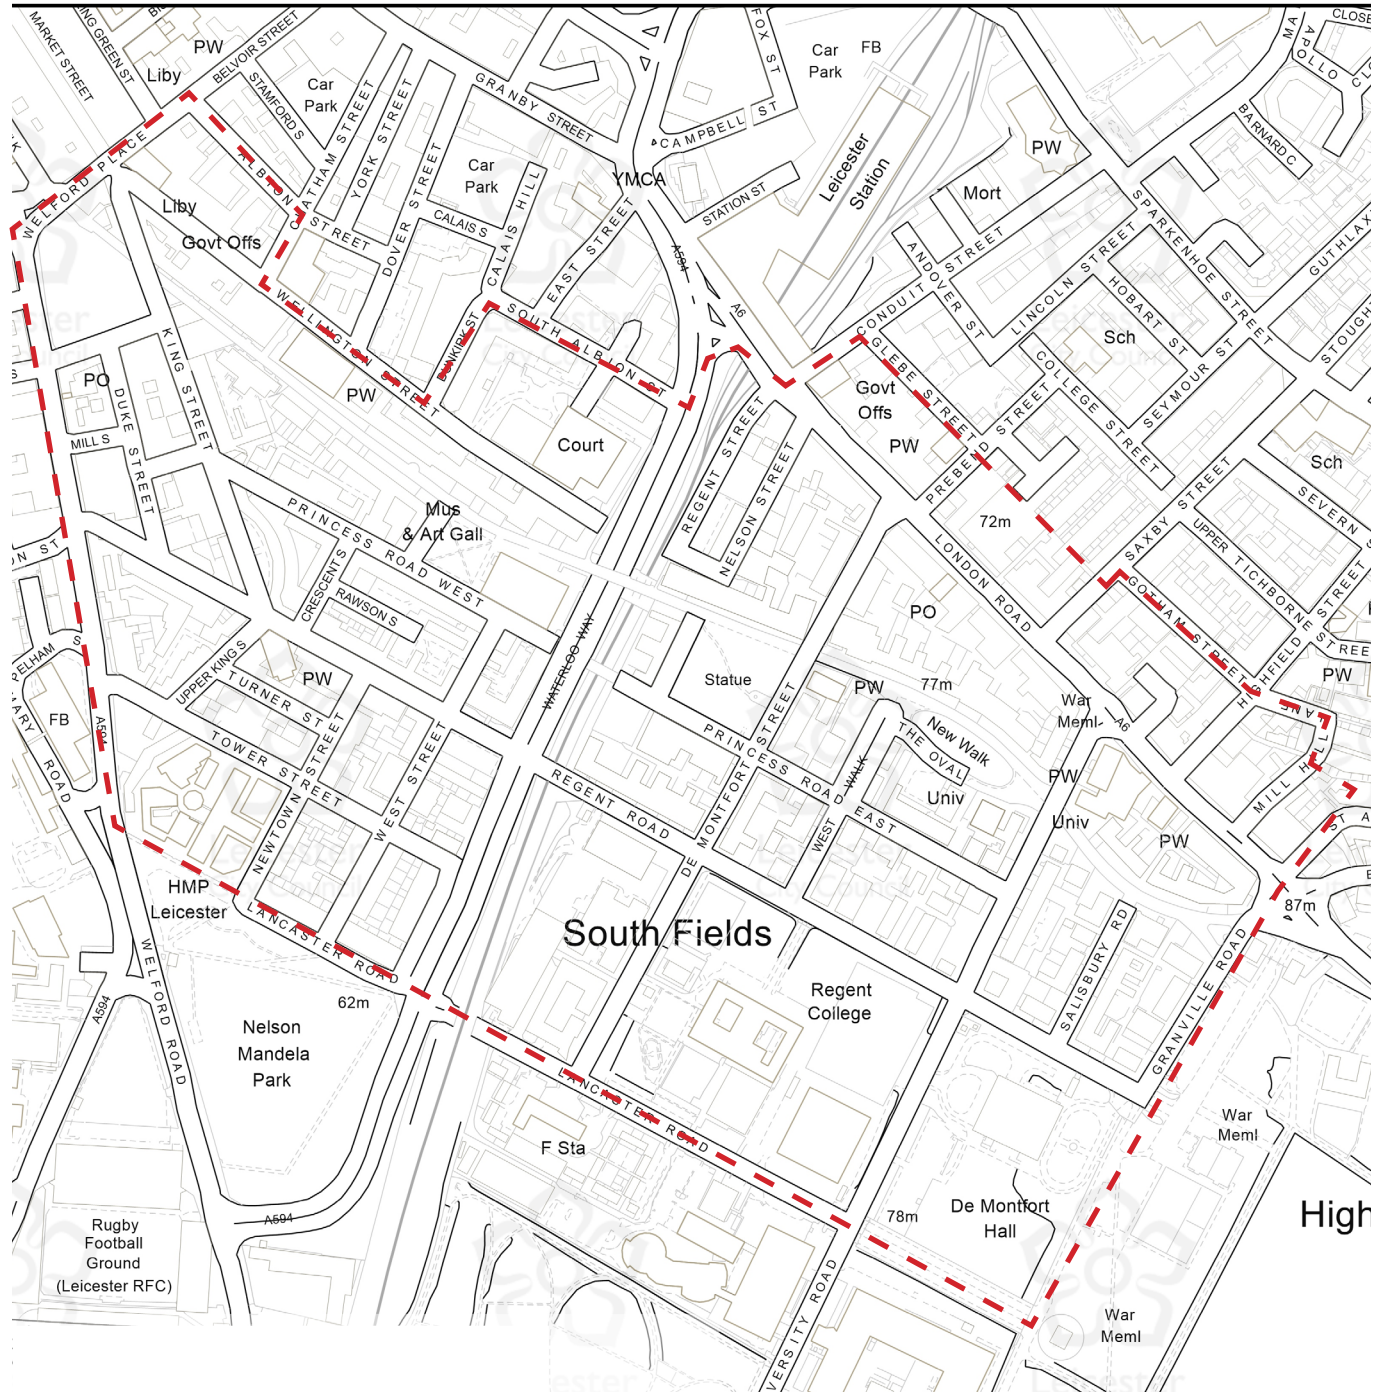 MARKET STREET
PW
BELVOIR STREET
Liby
STAMFORD S
Car
Park
GRANBY STREET
FOX ST
Car
Park
FB
CLOSE
APOLLO CL
BARNARD C
CAMPBELL ST
Leicester
Station
PW
Mort
WELFORD PLACE
ALBION STREET
CHATHAM STREET
YORK STREET
DOVER STREET
Car
Park
CALAIS S
CALAIS HILL
EAST STREET
YMCA
STATION ST
A594
A6
Liby
Govt Offs
WELLINGTON STREET
DUNKIRK ST
SOUTH ALBION ST
CONDUIT STREET
ANDOVER ST
LINCOLN STREET
SPARKENHOE STREET
HOBART ST
Sch
SEYMOUR ST
COLLEGE STREET
GUTHLAX
STOUGH
PO
DUKE STREET
KING STREET
MILL S
PW
Court
REGENT STREET
NELSON STREET
Govt
Offs
GLEBE STREET
PW
PREBEND STREET
72m
SAXBY STREET
Sch
SEVERN S
UPPER TICHBORNE STREET
STREET
Mus
& Art Gall
PRINCESS ROAD WEST
CRESCENT S
RAWSON S
ON ST
LONDON ROAD
GOTHAM STREET
HIGHFIELD
PW
PO
PELHAM S
FB
A594
UPPER KING S
PW
TURNER STREET
TOWER STREET
NEWTOWN STREET
WEST STREET
WATERLOO WAY
Statue
PW
77m
New Walk
THE OVAL
Univ
War
Meml
A6
PW
Univ
PW
MILL HILL LANE
ST A
PRINCESS ROAD EAST
WEST WALK
REGENT ROAD
DE MONTFORT STREET
HMP
Leicester
LANCASTER ROAD
South Fields
87m
GRANVILLE ROAD
SALISBURY RD
62m
Regent
College
Nelson
Mandela
Park
WELFORD ROAD
A594
LANCASTER ROAD
F Sta
War
Meml
78m
De Montfort
Hall
High
A594
Rugby
Football
Ground
(Leicester RFC)
VERSITY ROAD
War
Meml